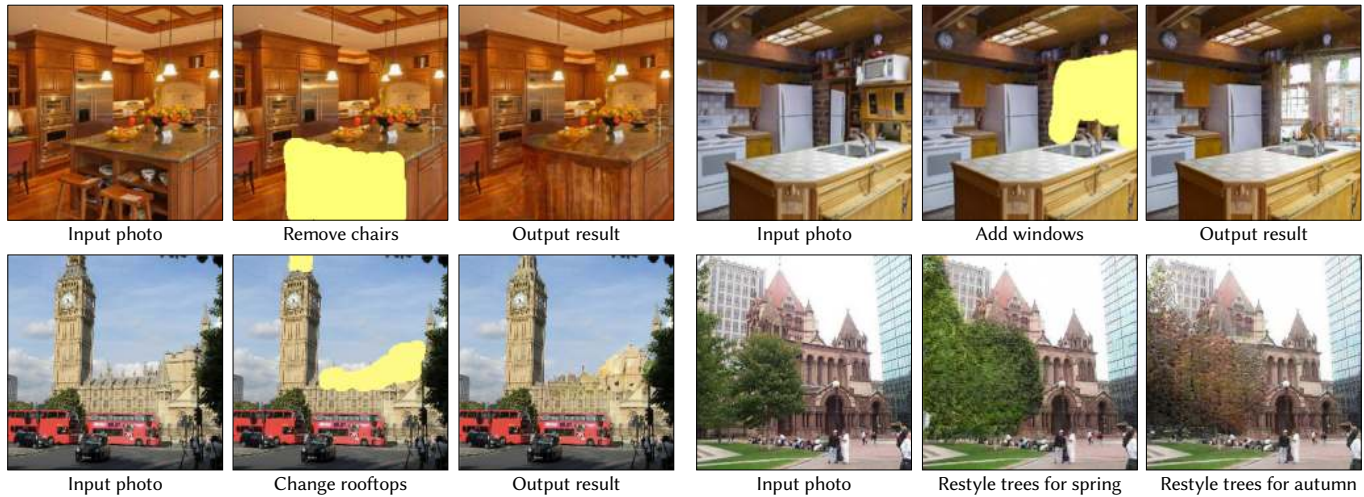 Input photo Remove chairs Output result Input photo Add windows Output result
Input photo Change rooftops Output result Input photo Restyle trees for spring Restyle trees for autumn